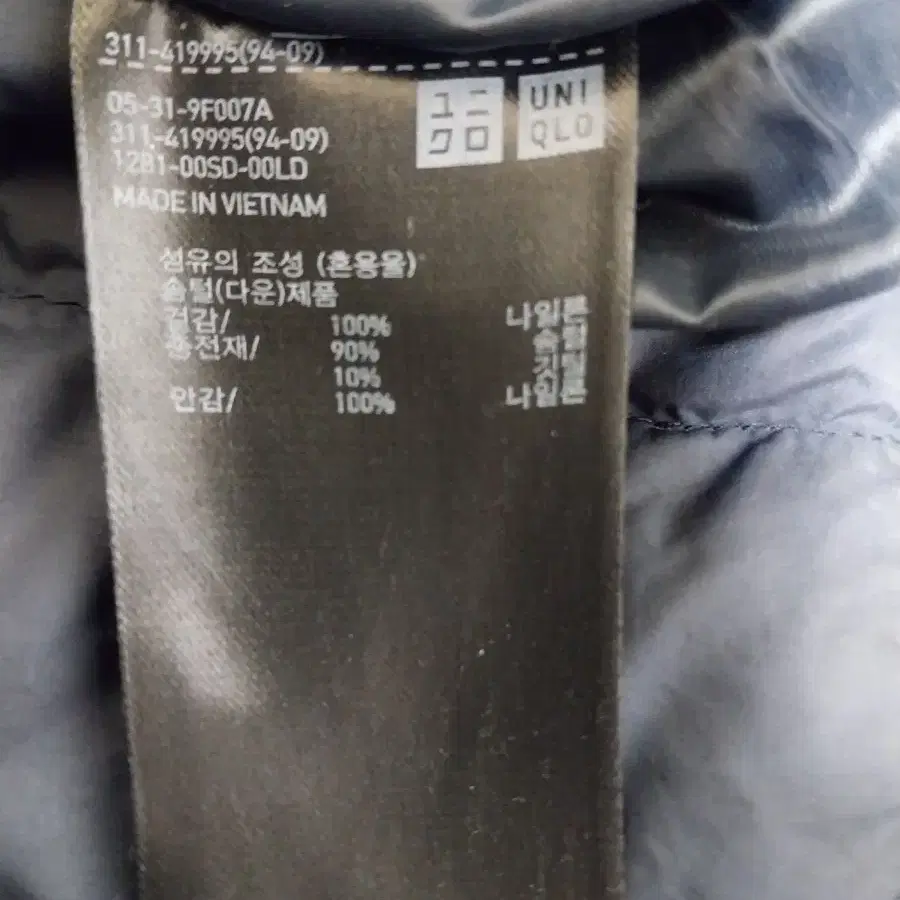 311-419995(94-09)
ユニ
クロ
UNI
QLO
05-31-9F007A
311-419995(94-09)
12B1-00SD-00LD
MADE IN VIETNAM
섬유의 조성 (혼용율)
솜털(다운)제품
겉감/ 100% 나일론
충전재/ 90% 솜털
10% 깃털
안감/ 100% 나일론